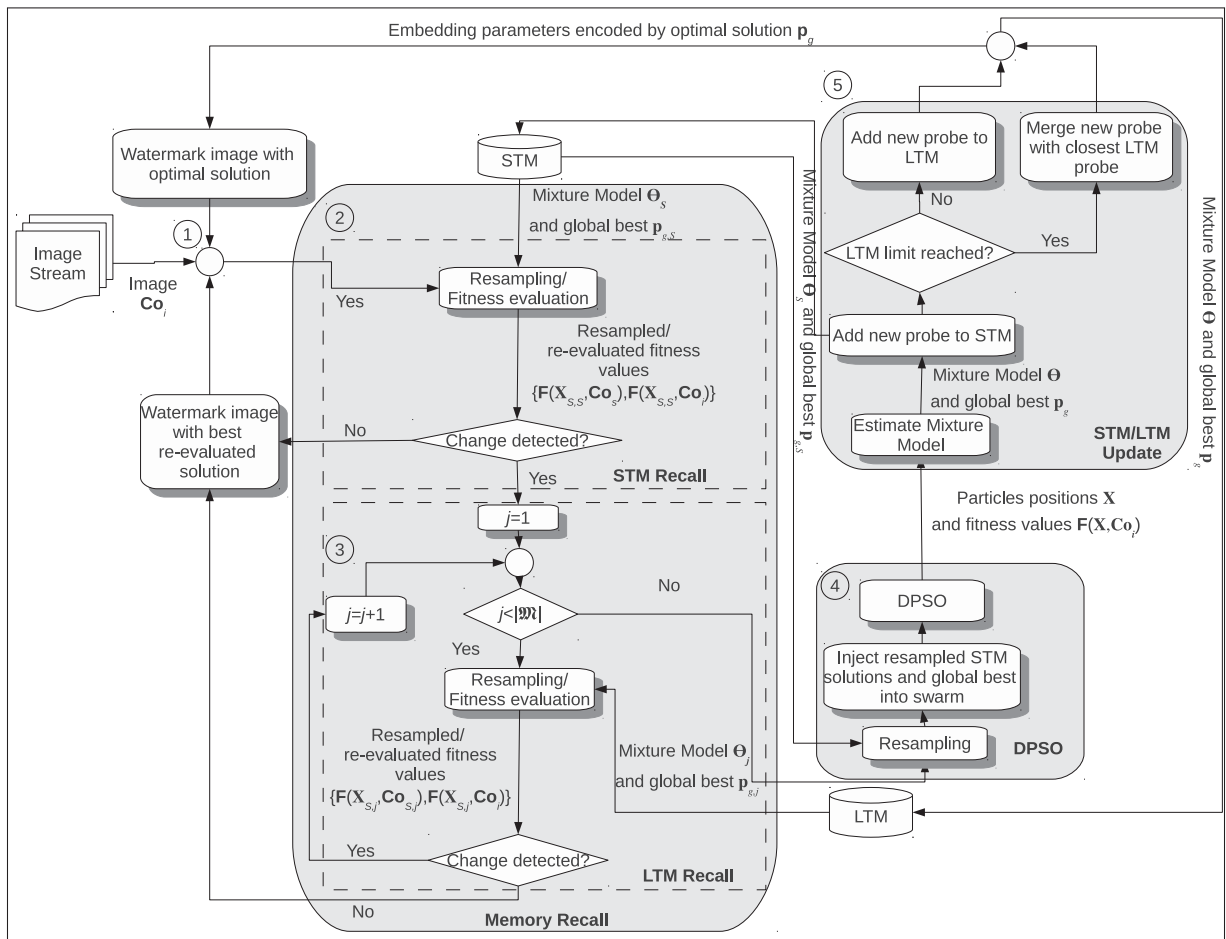 Embedding parameters encoded by optimal solution p_g
5
Watermark image with
optimal solution
STM
Add new probe to
LTM
Merge new probe
with closest LTM
probe
Mixture Model Θ_S
and global best p_g,S
1
2
Image
Stream
Image
Co_i
No
LTM limit reached?
Yes
Yes
Resampling/
Fitness evaluation
Mixture Model Θ_S and global best p_g,S
Mixture Model Θ and global best p_g
Resampled/
re-evaluated fitness
values
{F(X_S,S,Co_s),F(X_S,S,Co_i)}
Add new probe to STM
Mixture Model Θ
and global best p_g
Watermark image
with best
re-evaluated
solution
No
Change detected?
Estimate Mixture
Model
STM/LTM
Update
STM Recall
Yes
j=1
Particles positions X
and fitness values F(X,Co_i)
3
No
4
j=j+1
j<|𝔐|
DPSO
Yes
Resampling/
Fitness evaluation
Inject resampled STM
solutions and global best
into swarm
Resampled/
re-evaluated fitness
values
{F(X_S,j,Co_S,j),F(X_S,j,Co_i)}
Mixture Model Θ_j
and global best p_g,j
Resampling
DPSO
LTM
Yes
Change detected?
LTM Recall
No
Memory Recall